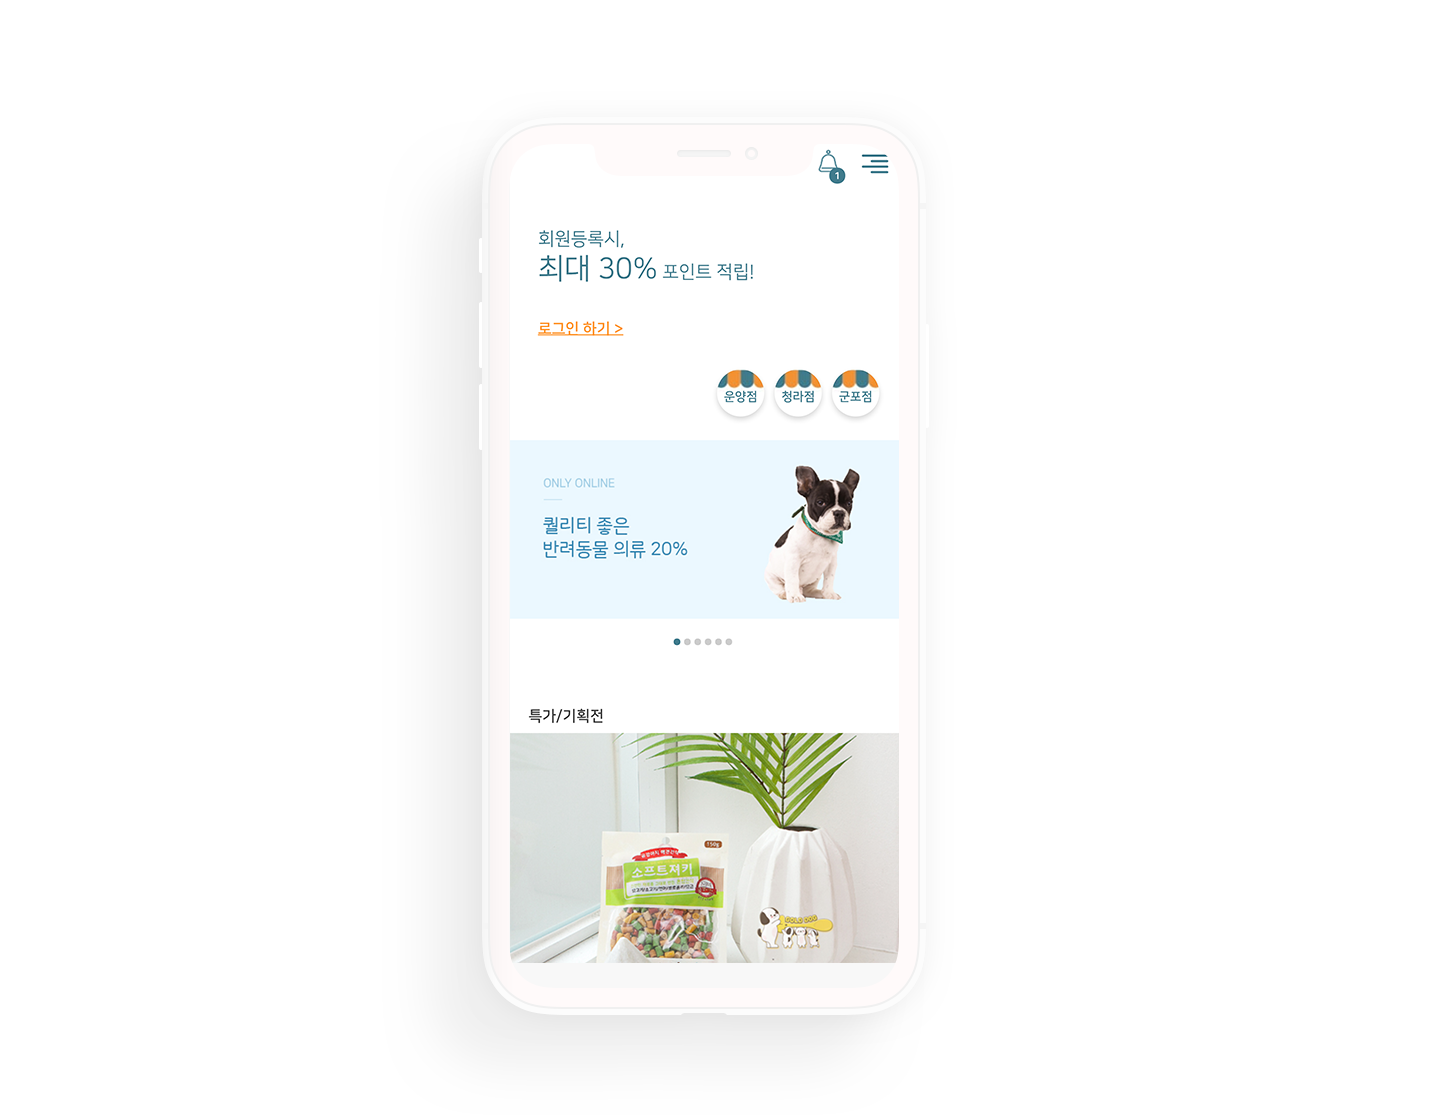 1
회원등록시,
최대 30% 포인트 적립!
로그인 하기 >
운양점
청라점
군포점
ONLY ONLINE
퀄리티 좋은
반려동물 의류 20%
특가/기획전
150g
소프트져키